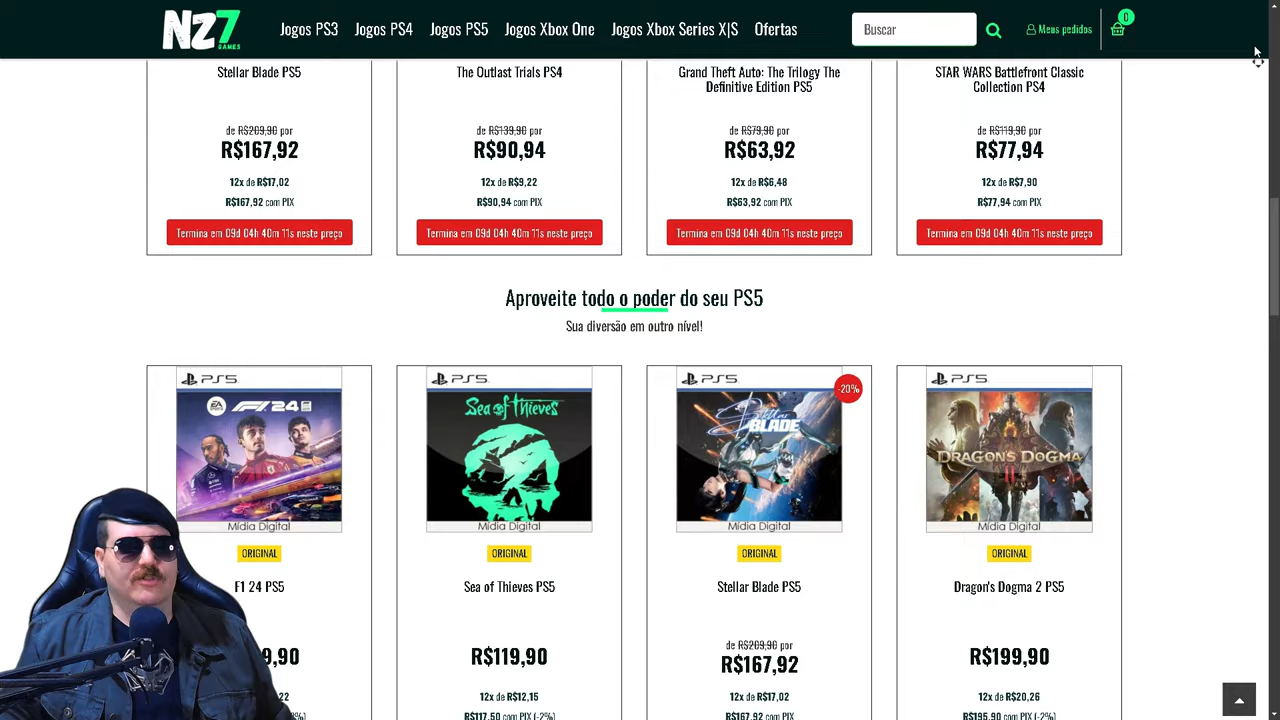 NZ7
GAMES
Jogos PS3
Jogos PS4
Jogos PS5
Jogos Xbox One
Jogos Xbox Series X|S
Ofertas
Buscar
Meus pedidos
0
Stellar Blade PS5
de R$209,90 por
R$167,92
12x de R$17,02
R$167,92 com PIX
Termina em 09d 04h 40m 11s neste preço
The Outlast Trials PS4
de R$139,90 por
R$90,94
12x de R$9,22
R$90,94 com PIX
Termina em 09d 04h 40m 11s neste preço
Grand Theft Auto: The Trilogy The
Definitive Edition PS5
de R$79,90 por
R$63,92
12x de R$6,48
R$63,92 com PIX
Termina em 09d 04h 40m 11s neste preço
STAR WARS Battlefront Classic
Collection PS4
de R$119,90 por
R$77,94
12x de R$7,90
R$77,94 com PIX
Termina em 09d 04h 40m 11s neste preço
Aproveite todo o poder do seu PS5
Sua diversão em outro nível!
PS5
EA SPORTS F1 24
Mídia Digital
ORIGINAL
F1 24 PS5
9,90
22
PS5
Sea of Thieves
Mídia Digital
ORIGINAL
Sea of Thieves PS5
R$119,90
12x de R$12,15
R$117,50 com PIX (-2%)
PS5
-20%
Stellar
BLADE
Mídia Digital
ORIGINAL
Stellar Blade PS5
de R$209,90 por
R$167,92
12x de R$17,02
R$167,92 com PIX
PS5
DRAGON'S DOGMA
II
Mídia Digital
ORIGINAL
Dragon's Dogma 2 PS5
R$199,90
12x de R$20,26
R$195,90 com PIX (-2%)